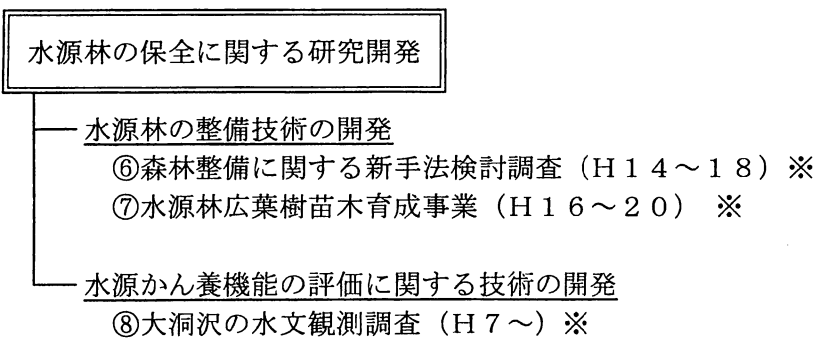 水源林の保全に関する研究開発
水源林の整備技術の開発
⑥森林整備に関する新手法検討調査（Ｈ１４～１８）※
⑦水源林広葉樹苗木育成事業（Ｈ１６～２０）　※
水源かん養機能の評価に関する技術の開発
⑧大洞沢の水文観測調査（Ｈ７～）※